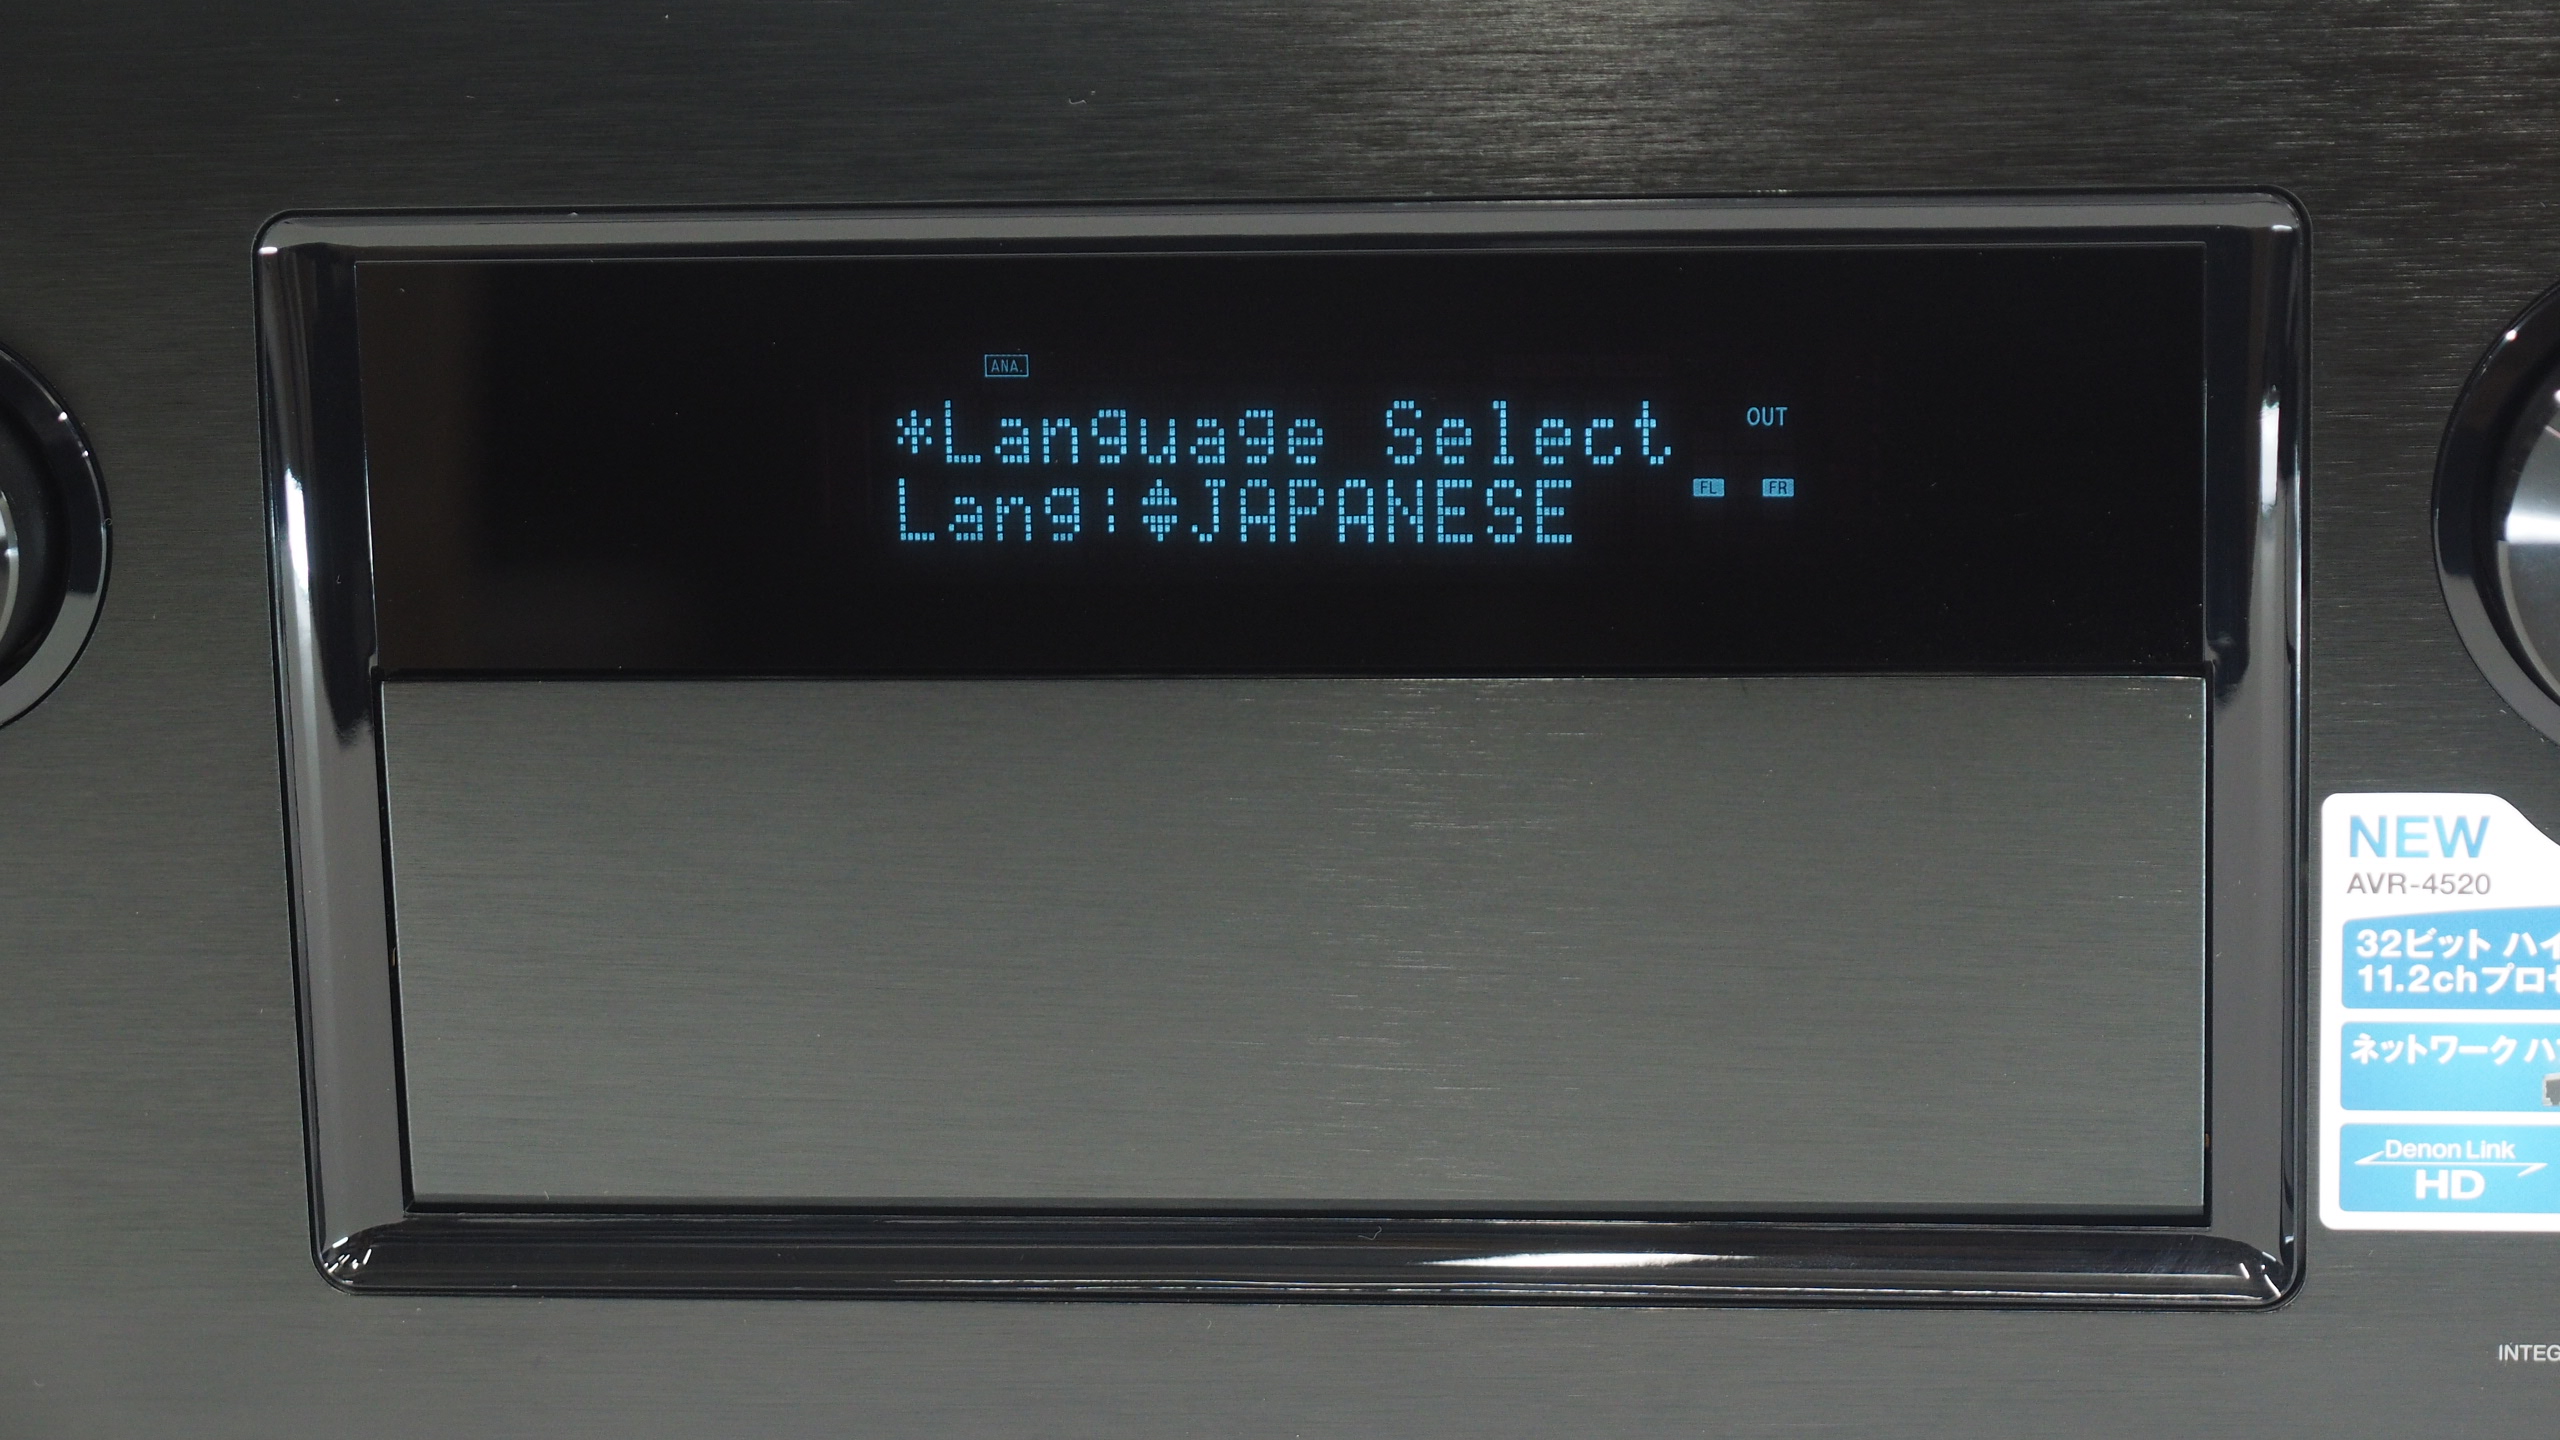 ANA.
*Language Select
OUT
Lang:♦JAPANESE
FL FR
NEW
AVR-4520
32ビット ハイ
11.2chプロセ
ネットワーク ハ
Denon Link
HD
INTEG